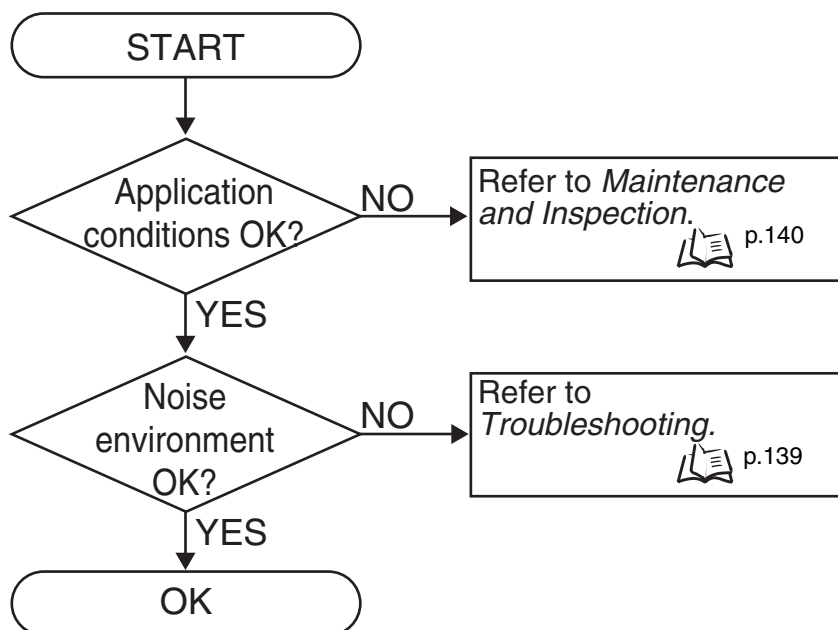 START
Application
conditions OK?
NO
Refer to Maintenance
and Inspection.
p.140
YES
Noise
environment
OK?
NO
Refer to
Troubleshooting.
p.139
YES
OK